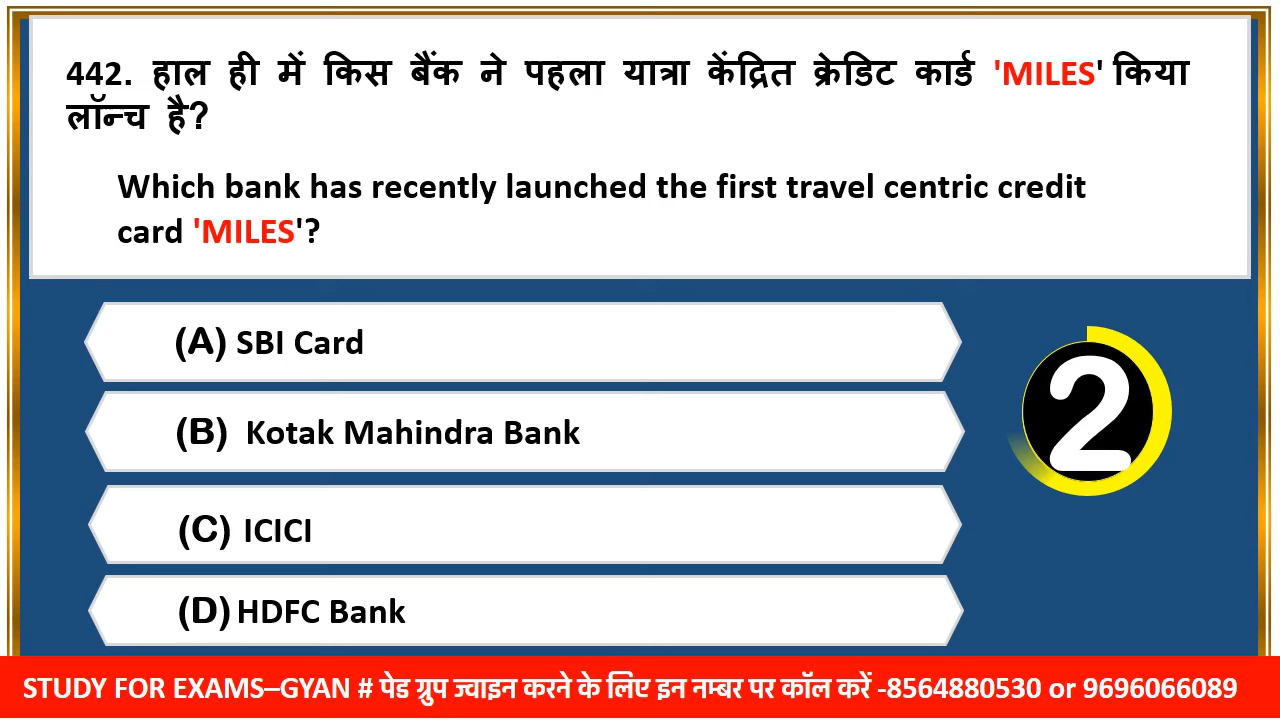 442. हाल ही में किस बैंक ने पहला यात्रा केंद्रित क्रेडिट कार्ड 'MILES' किया
लॉन्च है?
Which bank has recently launched the first travel centric credit
card 'MILES'?
(A) SBI Card
(B) Kotak Mahindra Bank
2
(C) ICICI
(D) HDFC Bank
STUDY FOR EXAMS–GYAN # पेड ग्रुप ज्वाइन करने के लिए इन नम्बर पर कॉल करें -8564880530 or 9696066089